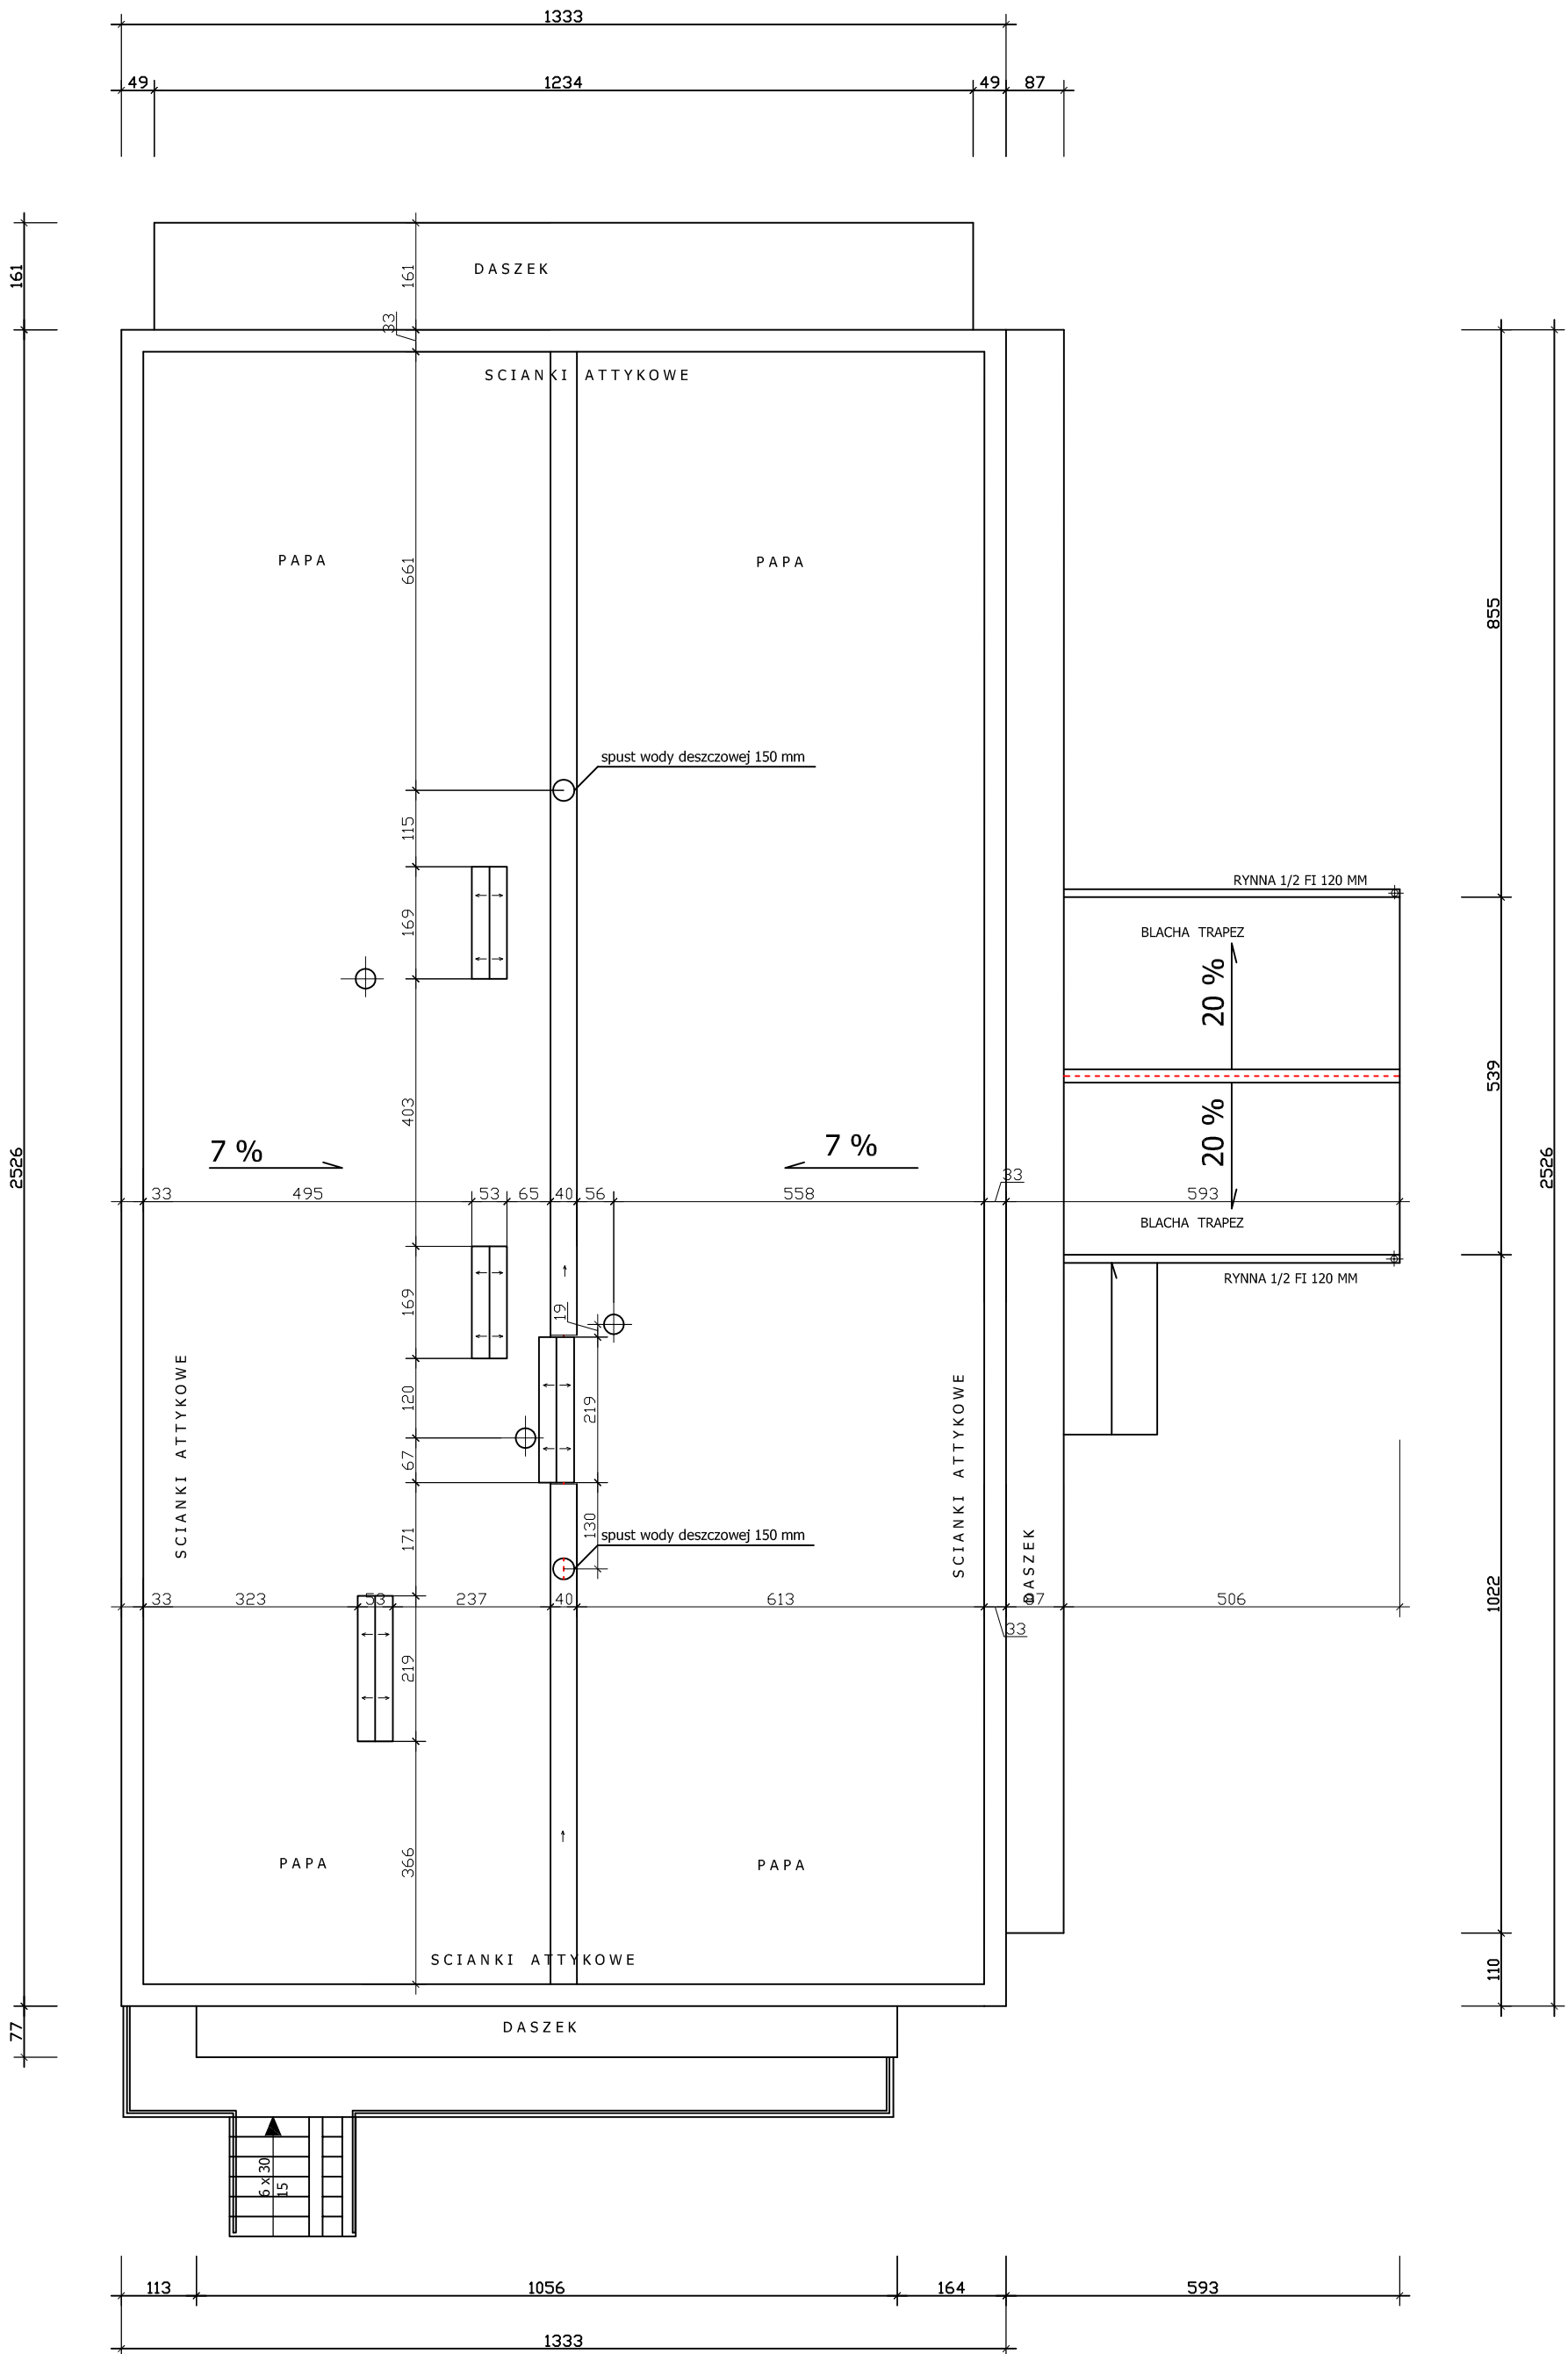 1333
49 1234 49 87
161
DASZEK
161
33
SCIANKI ATTYKOWE
PAPA
PAPA
661
855
spust wody deszczowej 150 mm
115
RYNNA 1/2 FI 120 MM
169
BLACHA TRAPEZ
20 %
539
403
20 %
7 %
7 %
2526
2526
33 495 53 65 40 56 558 33 593
BLACHA TRAPEZ
RYNNA 1/2 FI 120 MM
169
19
120
219
SCIANKI ATTYKOWE
SCIANKI ATTYKOWE
67
171
130
spust wody deszczowej 150 mm
DASZEK
1022
33 323 53 237 40 613 87 506
33
219
366
PAPA
PAPA
SCIANKI ATTYKOWE
110
77
DASZEK
6 x 30
15
113 1056 164 593
1333